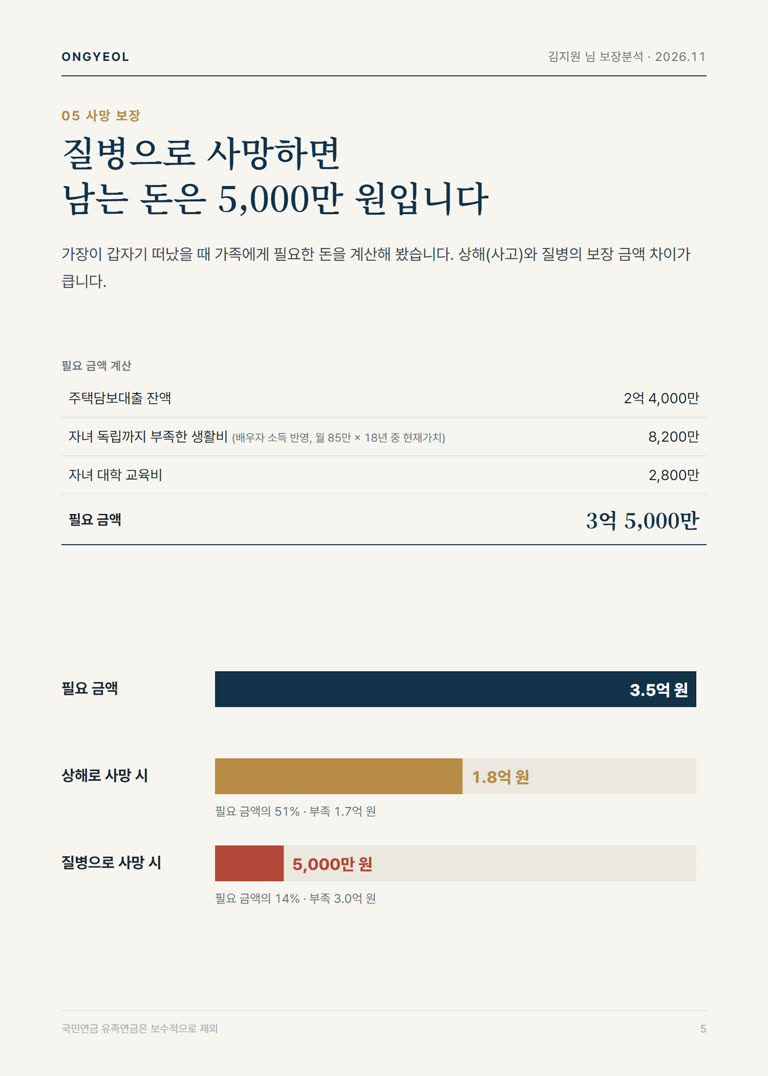 ONGYEOL
김지원 님 보장분석 · 2026.11
05 사망 보장
질병으로 사망하면
남는 돈은 5,000만 원입니다
가장이 갑자기 떠났을 때 가족에게 필요한 돈을 계산해 봤습니다. 상해(사고)와 질병의 보장 금액 차이가
큽니다.
필요 금액 계산
주택담보대출 잔액 2억 4,000만
자녀 독립까지 부족한 생활비 (배우자 소득 반영, 월 85만 × 18년 중 현재가치) 8,200만
자녀 대학 교육비 2,800만
필요 금액 3억 5,000만
필요 금액 3.5억 원
상해로 사망 시 1.8억 원
필요 금액의 51% · 부족 1.7억 원
질병으로 사망 시 5,000만 원
필요 금액의 14% · 부족 3.0억 원
국민연금 유족연금은 보수적으로 제외 5